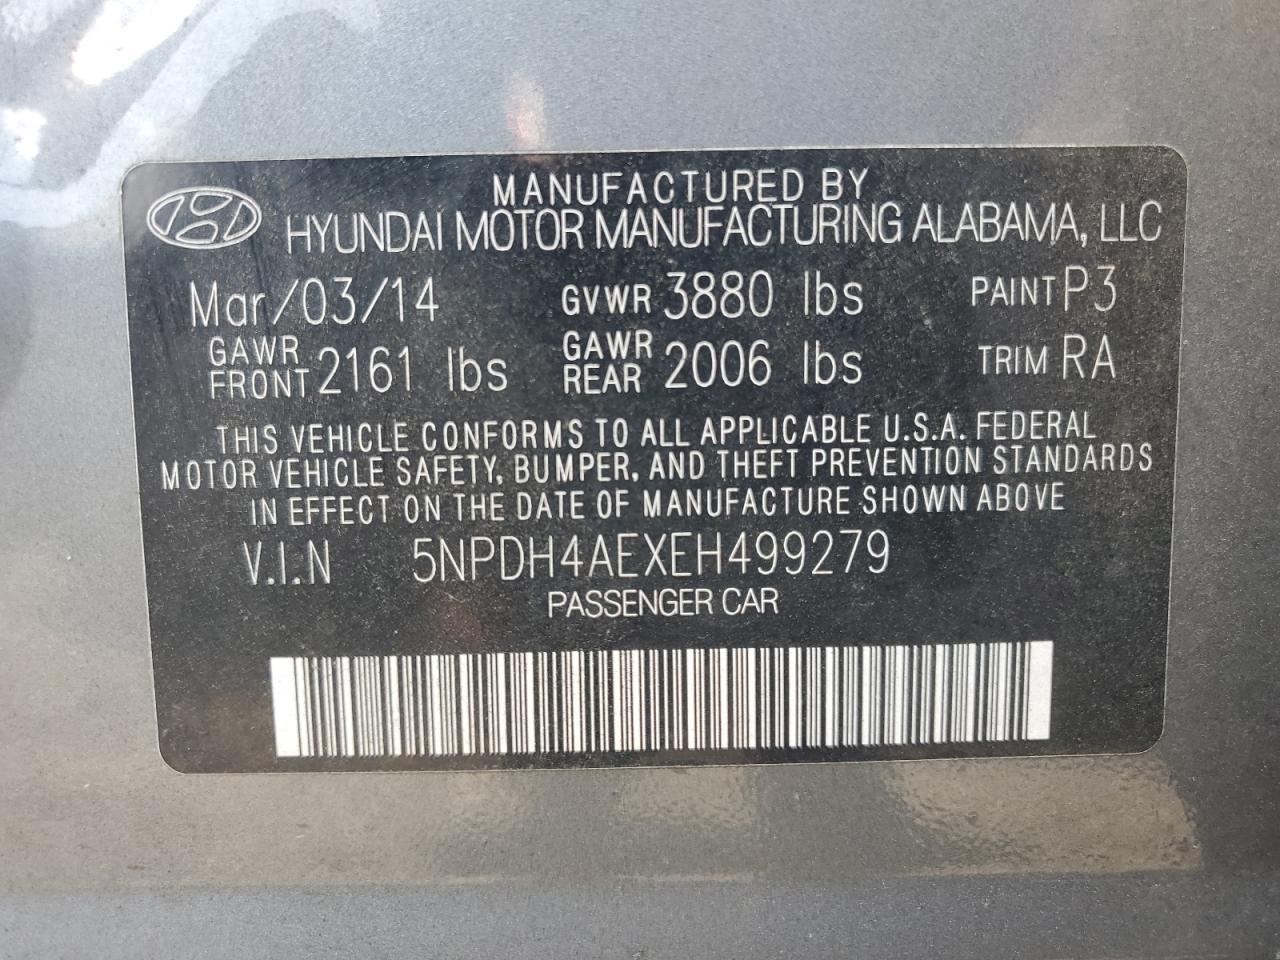 MANUFACTURED BY
HYUNDAI MOTOR MANUFACTURING ALABAMA, LLC
Mar/03/14 GVWR 3880 lbs PAINT P3
GAWR FRONT 2161 lbs GAWR REAR 2006 lbs TRIM RA
THIS VEHICLE CONFORMS TO ALL APPLICABLE U.S.A. FEDERAL
MOTOR VEHICLE SAFETY, BUMPER, AND THEFT PREVENTION STANDARDS
IN EFFECT ON THE DATE OF MANUFACTURE SHOWN ABOVE
V.I.N 5NPDH4AEXEH499279
PASSENGER CAR